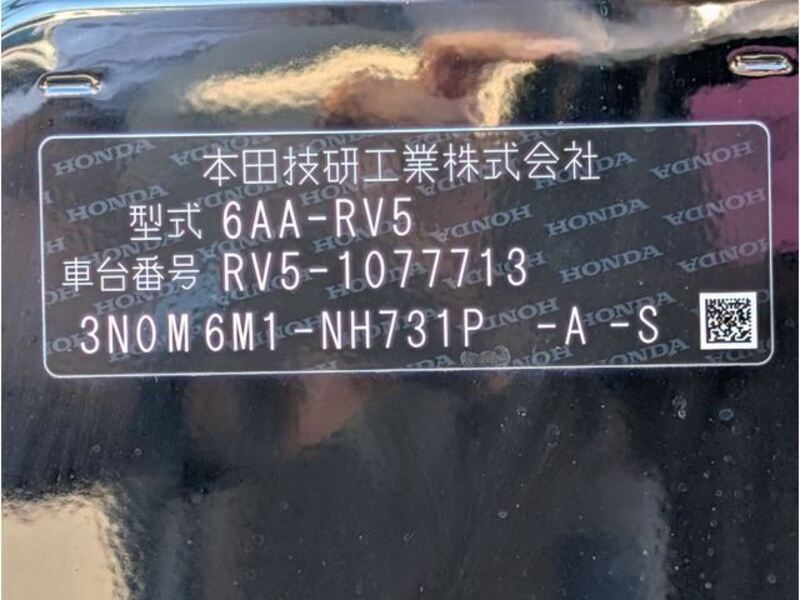 本田技研工業株式会社
型式 6AA-RV5
車台番号 RV5-1077713
3N0M6M1-NH731P -A -S